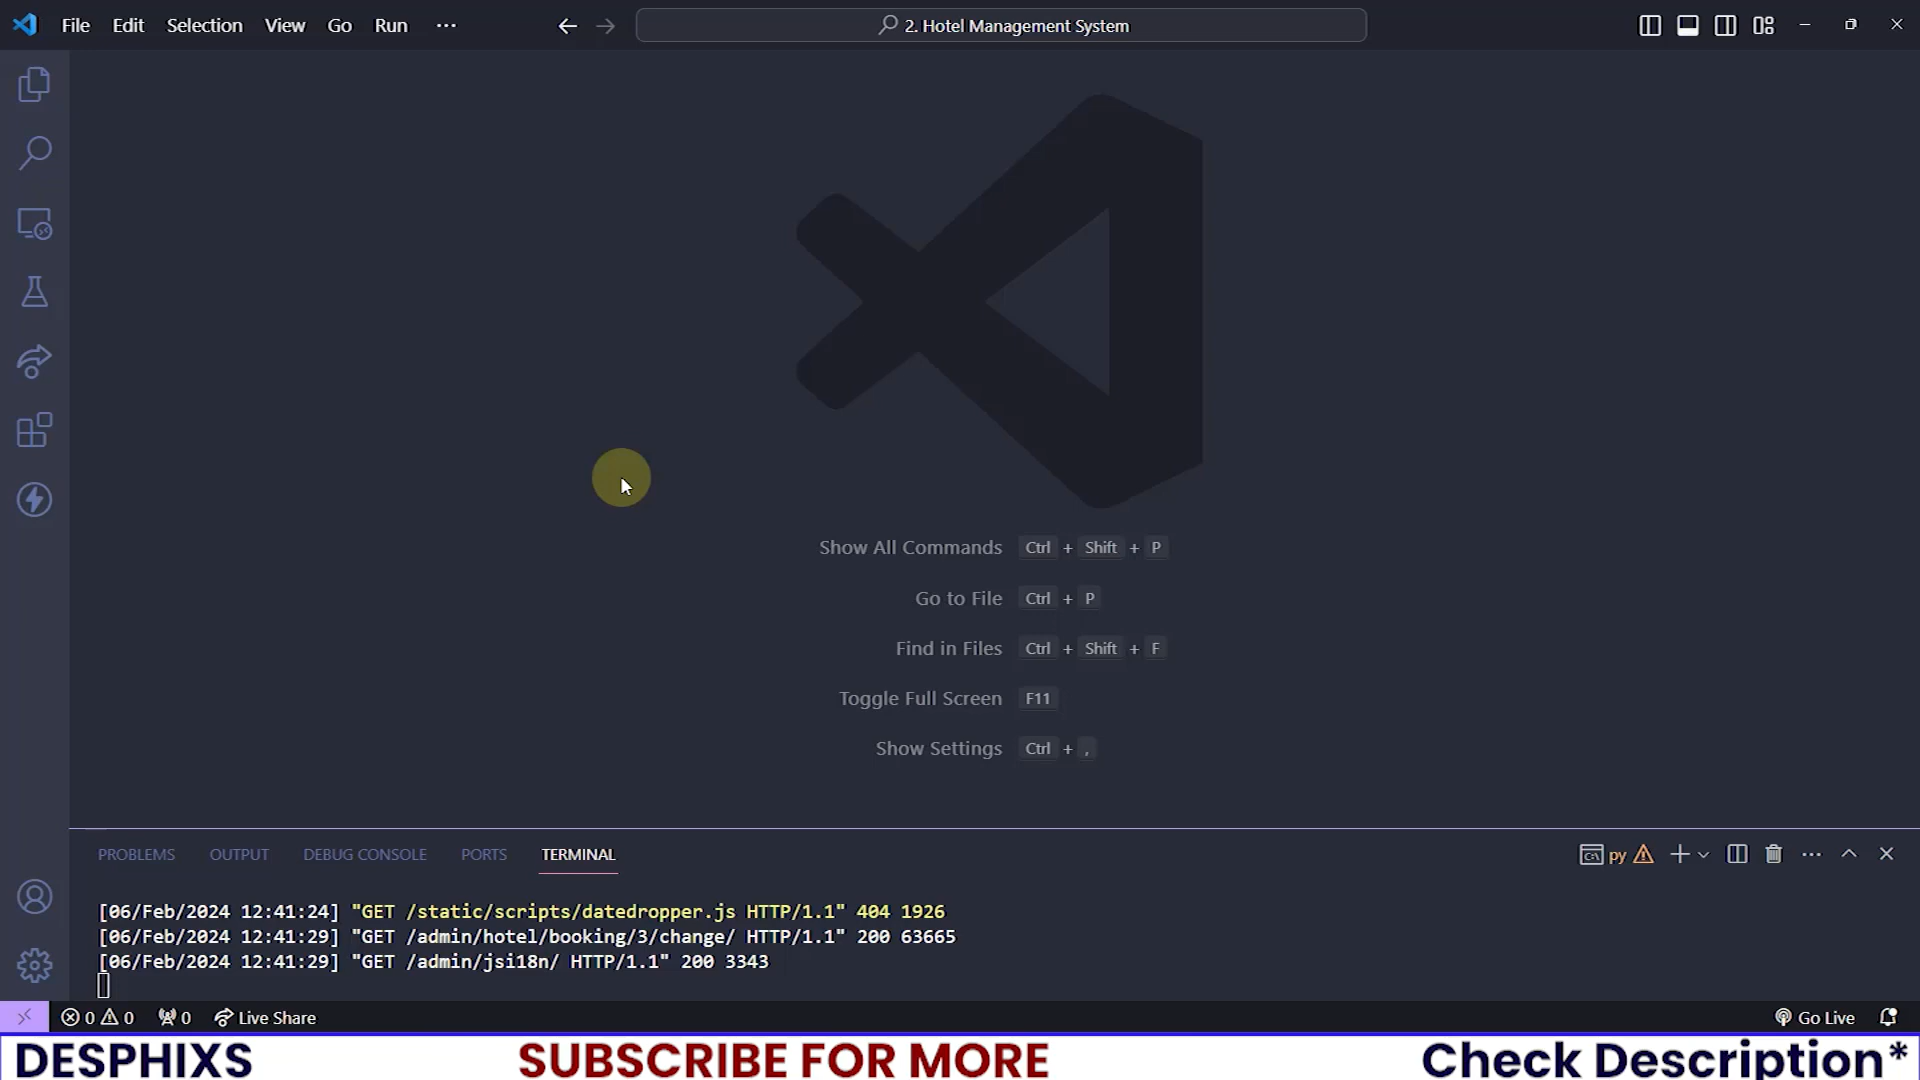 File Edit Selection View Go Run ···
2. Hotel Management System
Show All Commands Ctrl + Shift + P
Go to File Ctrl + P
Find in Files Ctrl + Shift + F
Toggle Full Screen F11
Show Settings Ctrl + ,
PROBLEMS OUTPUT DEBUG CONSOLE PORTS TERMINAL
py
[06/Feb/2024 12:41:24] "GET /static/scripts/datedropper.js HTTP/1.1" 404 1926
[06/Feb/2024 12:41:29] "GET /admin/hotel/booking/3/change/ HTTP/1.1" 200 63665
[06/Feb/2024 12:41:29] "GET /admin/jsi18n/ HTTP/1.1" 200 3343
0 0 0 Live Share
Go Live
DESPHIXS SUBSCRIBE FOR MORE Check Description*